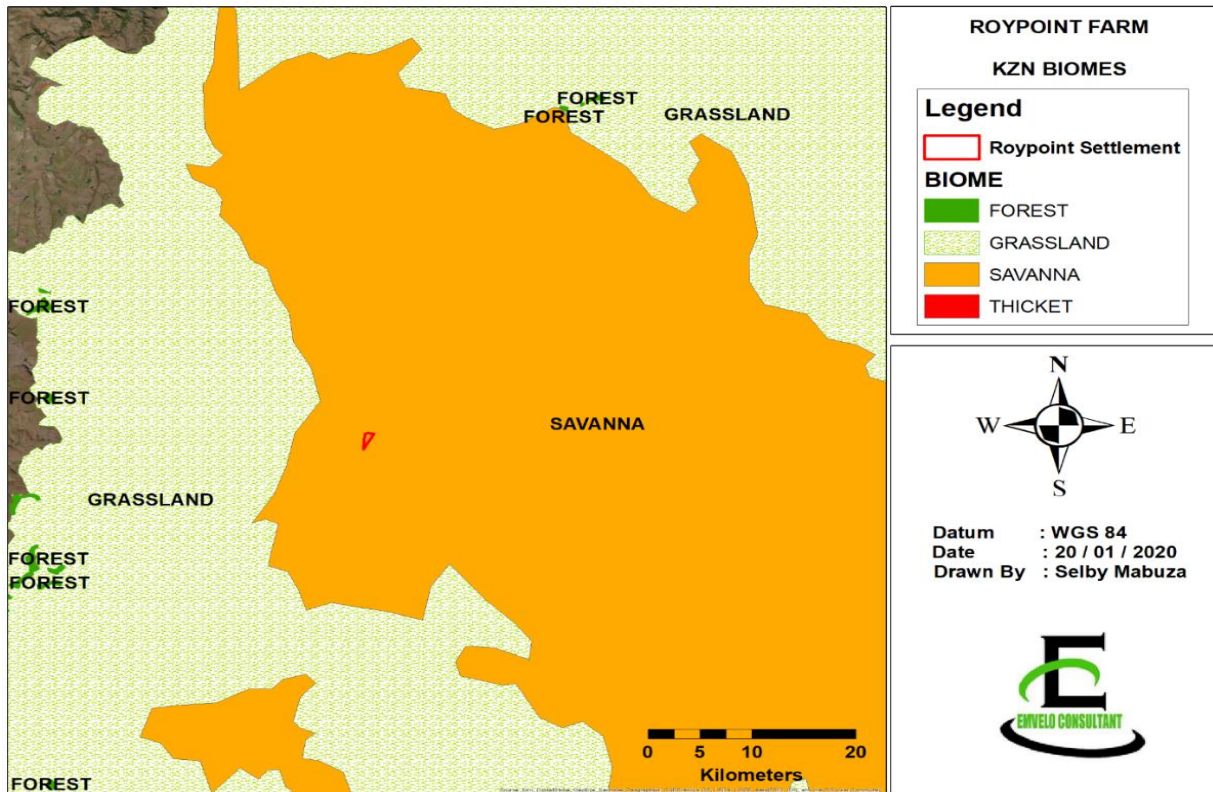 FOREST
FOREST
GRASSLAND
FOREST
FOREST
SAVANNA
GRASSLAND
FOREST
FOREST
FOREST
0 5 10 20
Kilometers
ROYPOINT FARM
KZN BIOMES
Legend
Roypoint Settlement
BIOME
FOREST
GRASSLAND
SAVANNA
THICKET
N
W E
S
Datum : WGS 84
Date : 20 / 01 / 2020
Drawn By : Selby Mabuza
E
EMVELO CONSULTANT